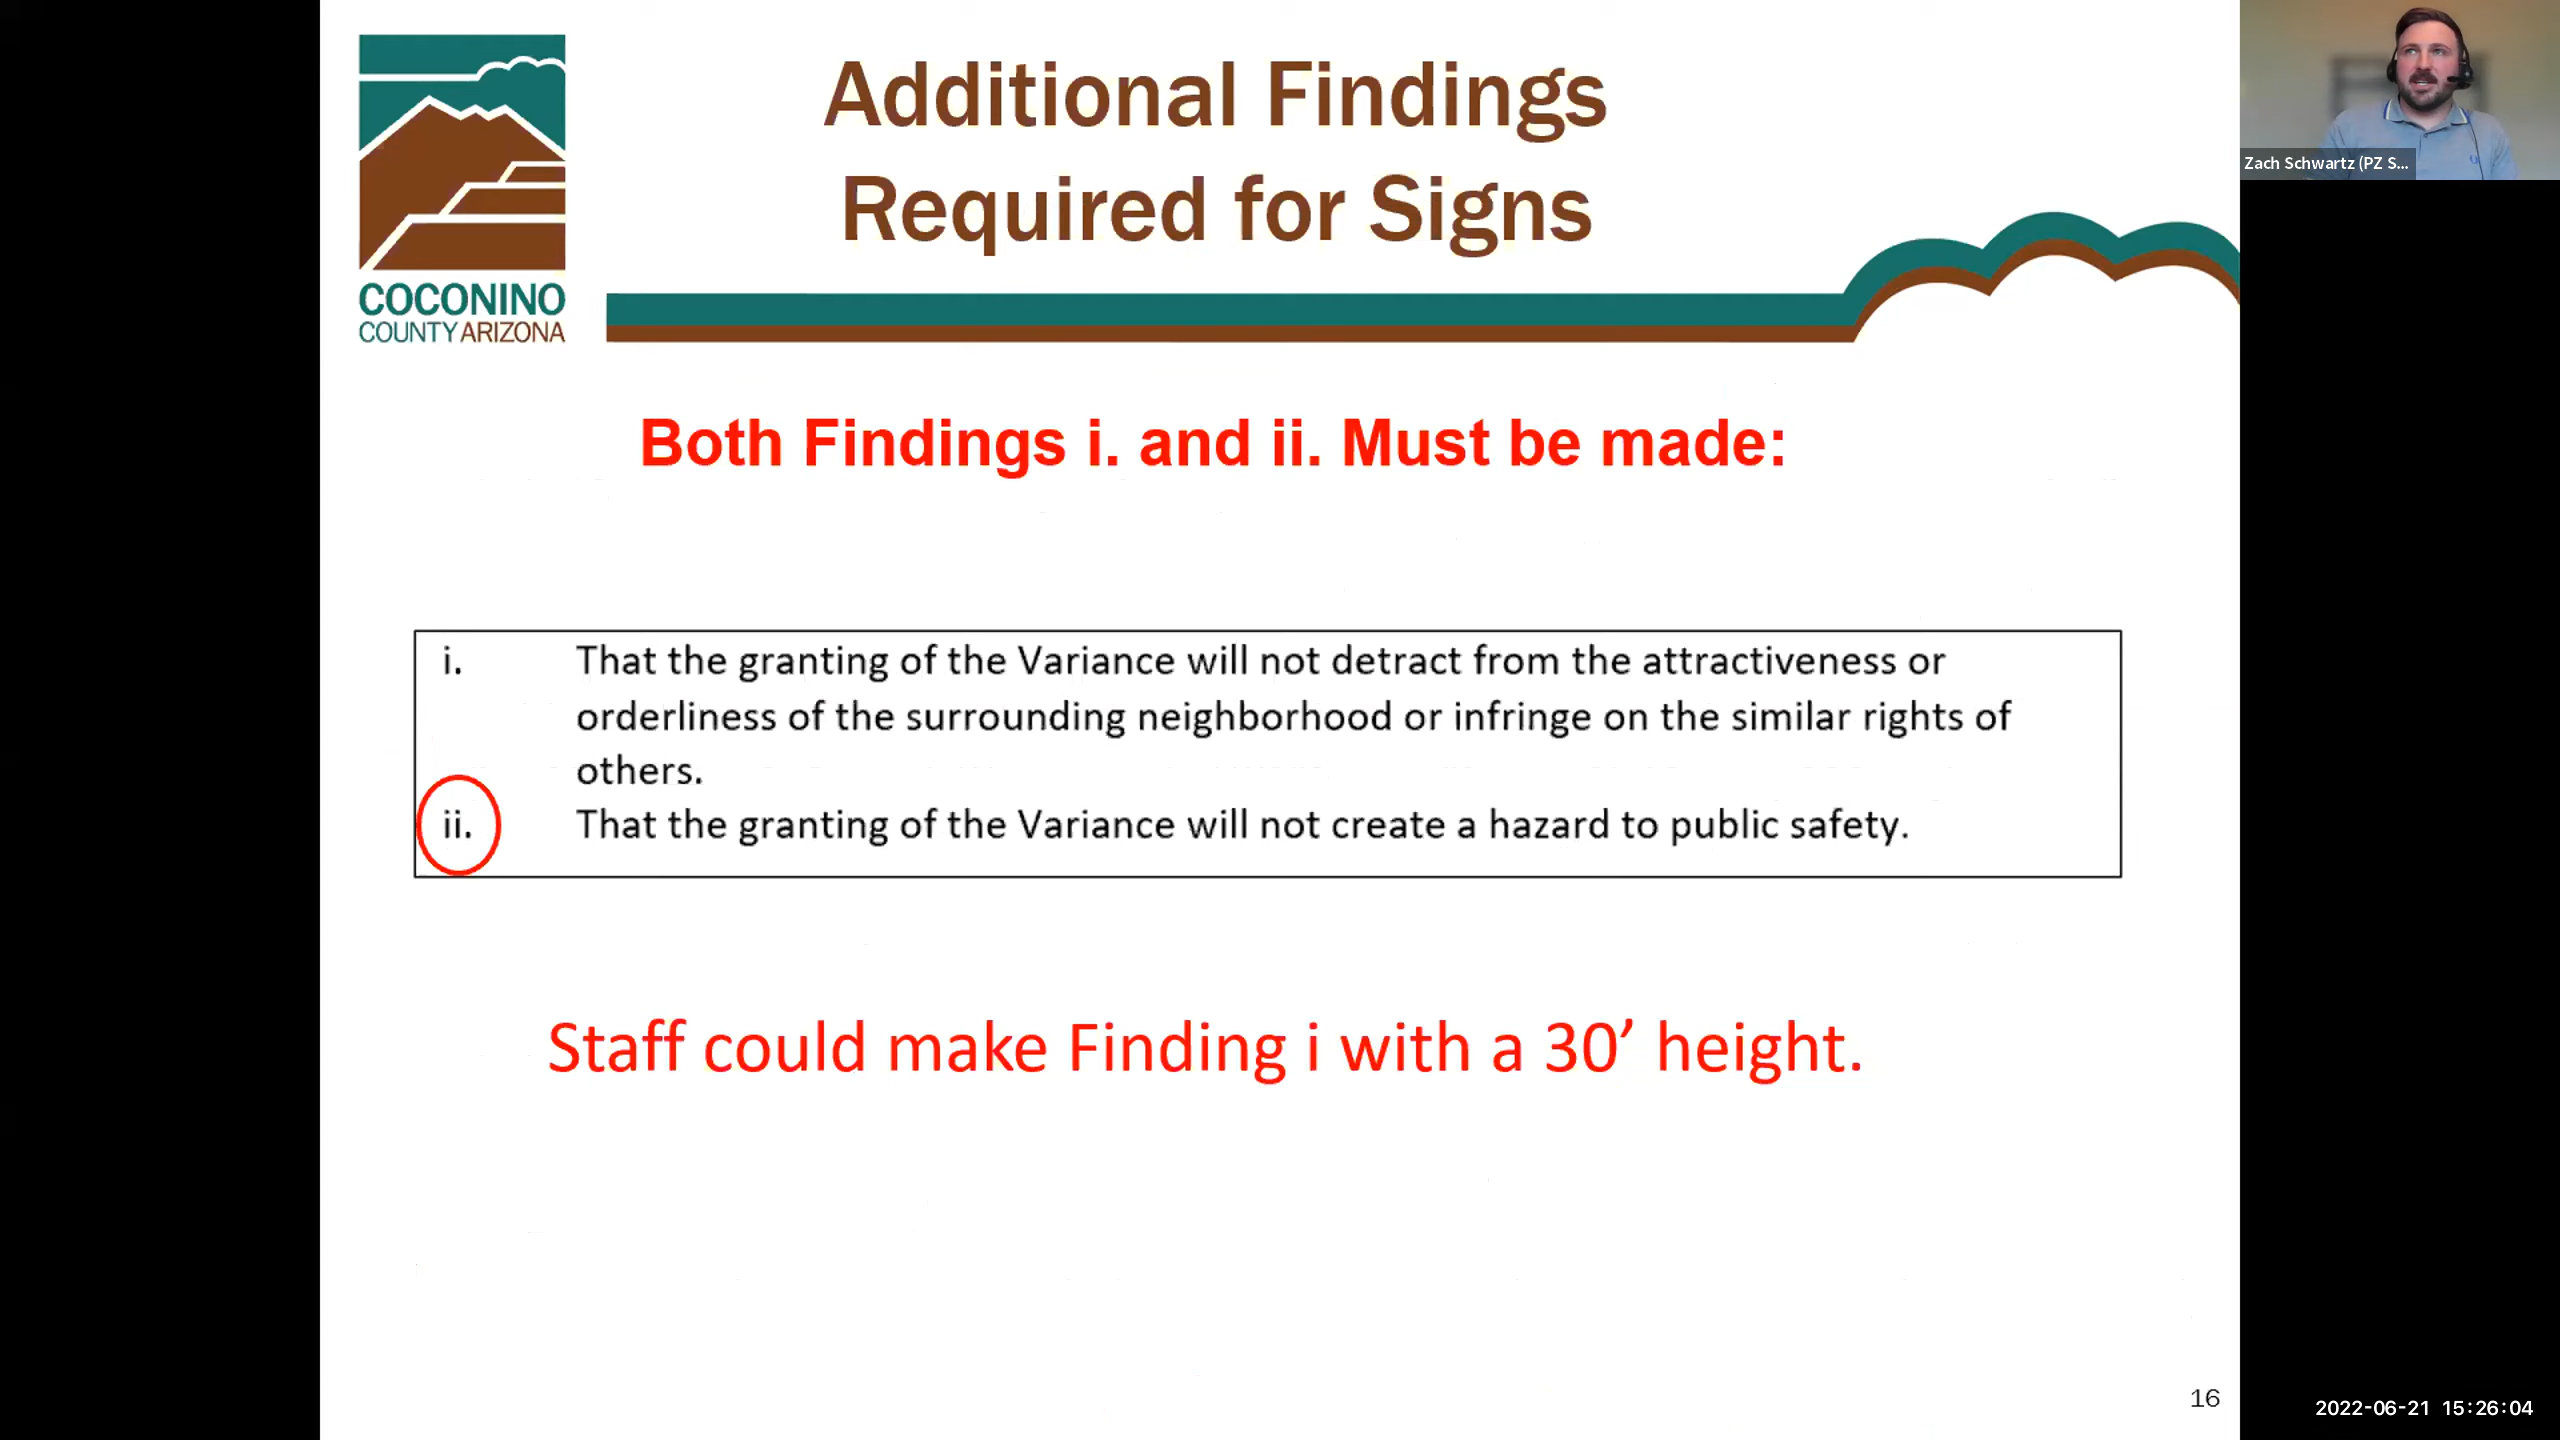 Additional Findings
Required for Signs
COCONINO
COUNTY ARIZONA
Zach Schwartz (PZ S...
Both Findings i. and ii. Must be made:
i. That the granting of the Variance will not detract from the attractiveness or
orderliness of the surrounding neighborhood or infringe on the similar rights of
others.
ii. That the granting of the Variance will not create a hazard to public safety.
Staff could make Finding i with a 30’ height.
16
2022-06-21 15:26:04